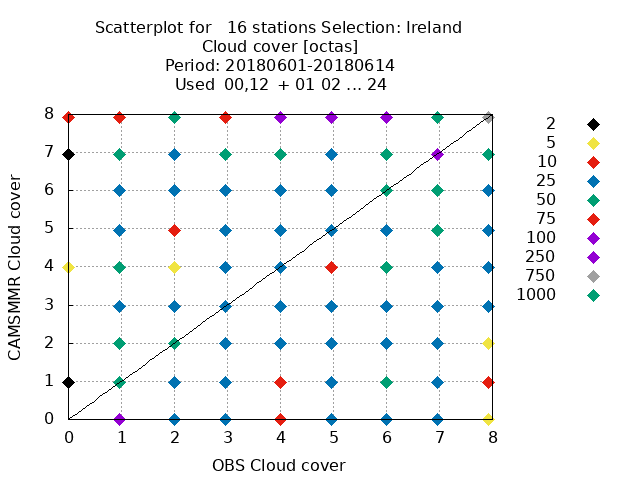 Scatterplot for   16 stations Selection: Ireland
Cloud cover [octas]
Period: 20180601-20180614
Used  00,12  + 01 02 ... 24
8
7
6
5
4
3
2
1
0
CAMSMMR Cloud cover
0 1 2 3 4 5 6 7 8
OBS Cloud cover
2
5
10
25
50
75
100
250
750
1000